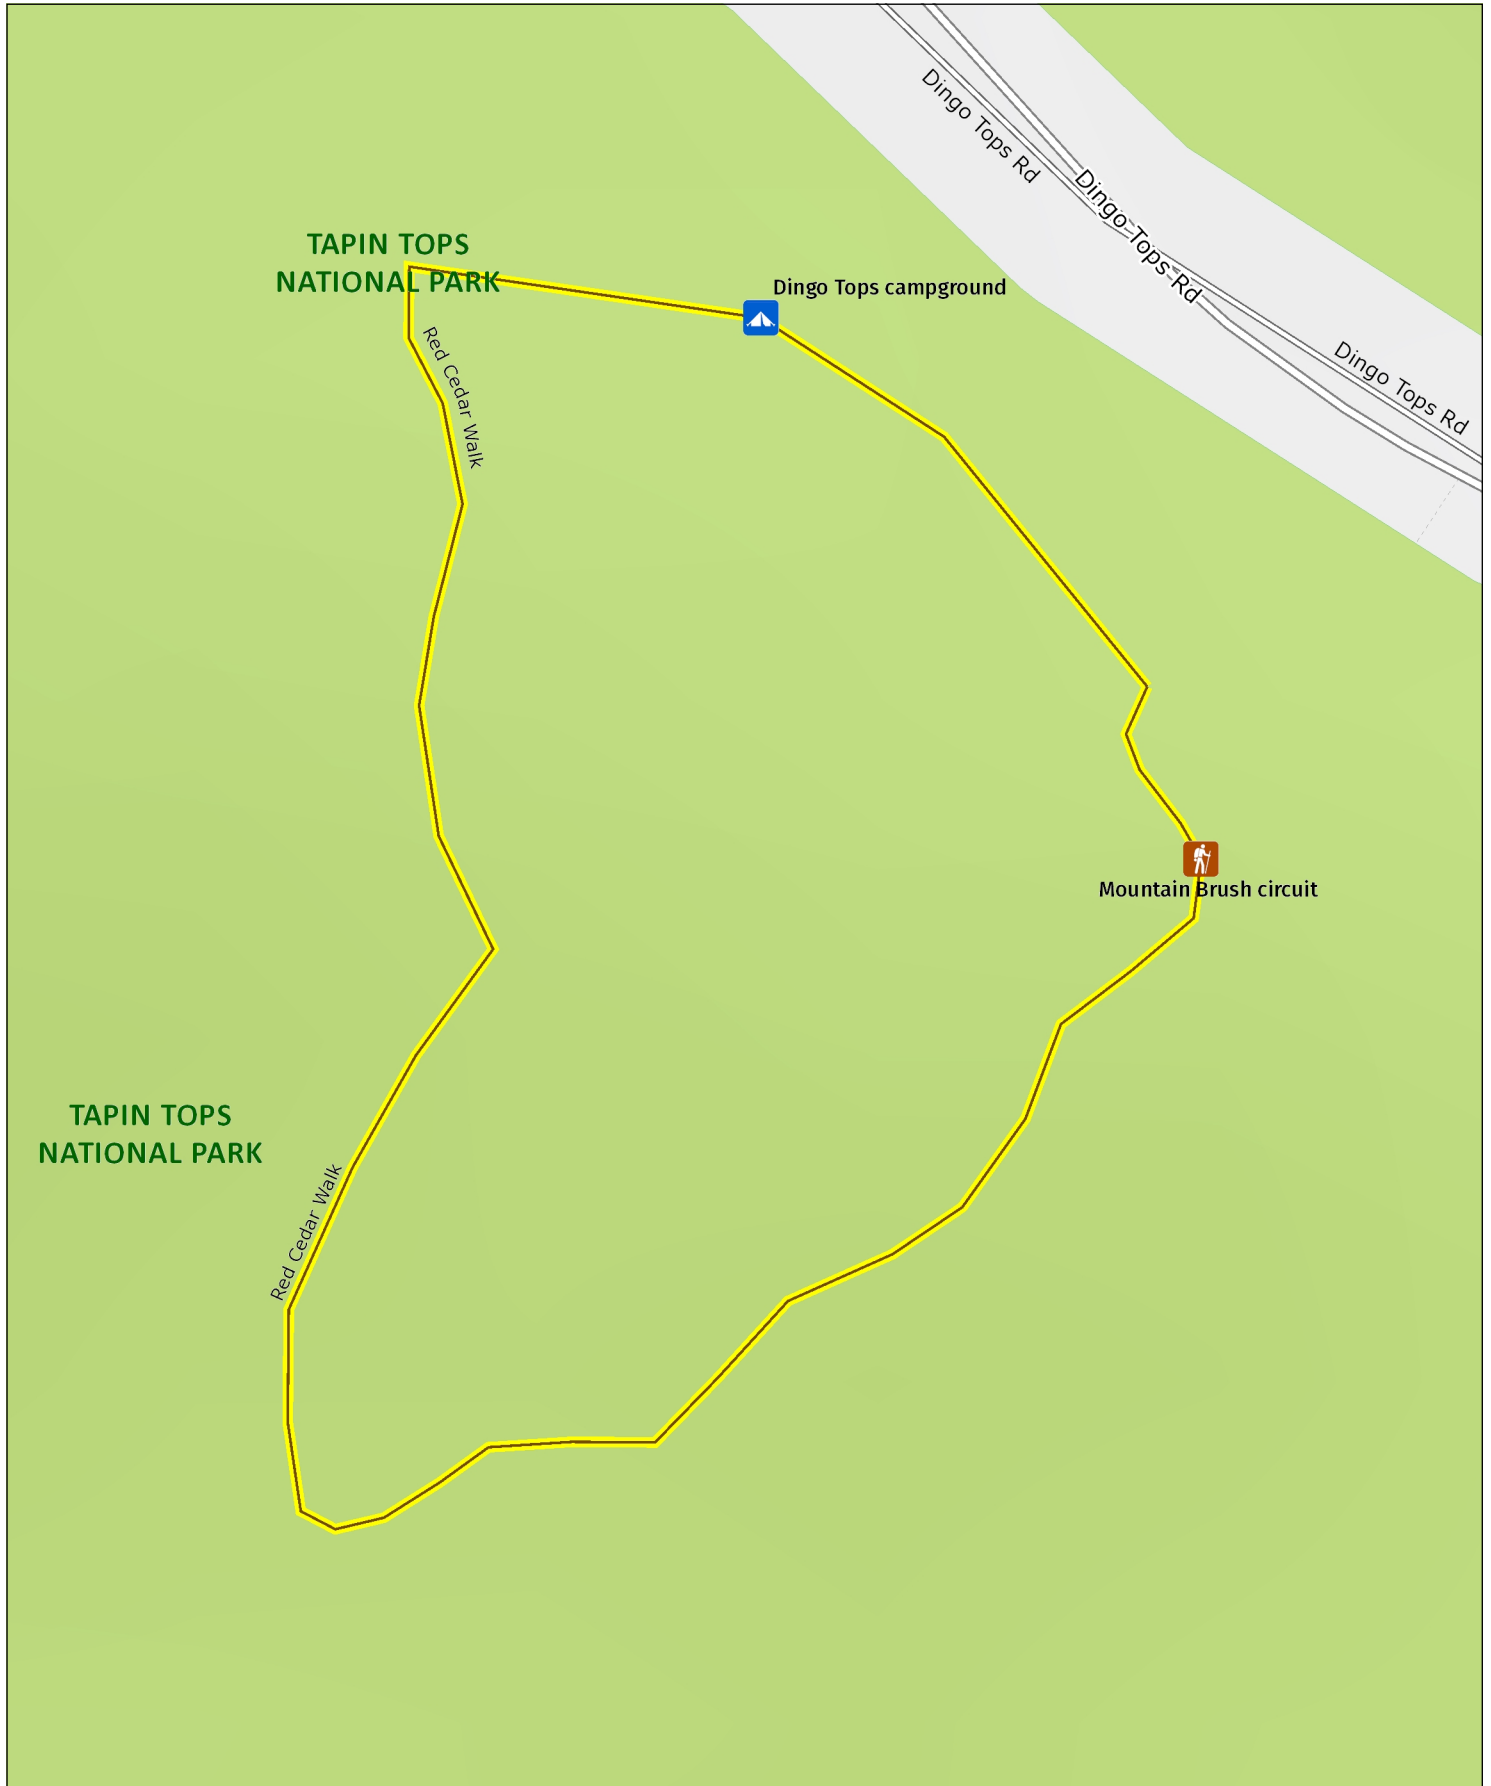 Dingo Tops Rd
Dingo Tops Rd
TAPIN TOPS
NATIONAL PARK
Dingo Tops campground
Red Cedar Walk
Dingo Tops Rd
Mountain Brush circuit
TAPIN TOPS
NATIONAL PARK
Red Cedar Walk